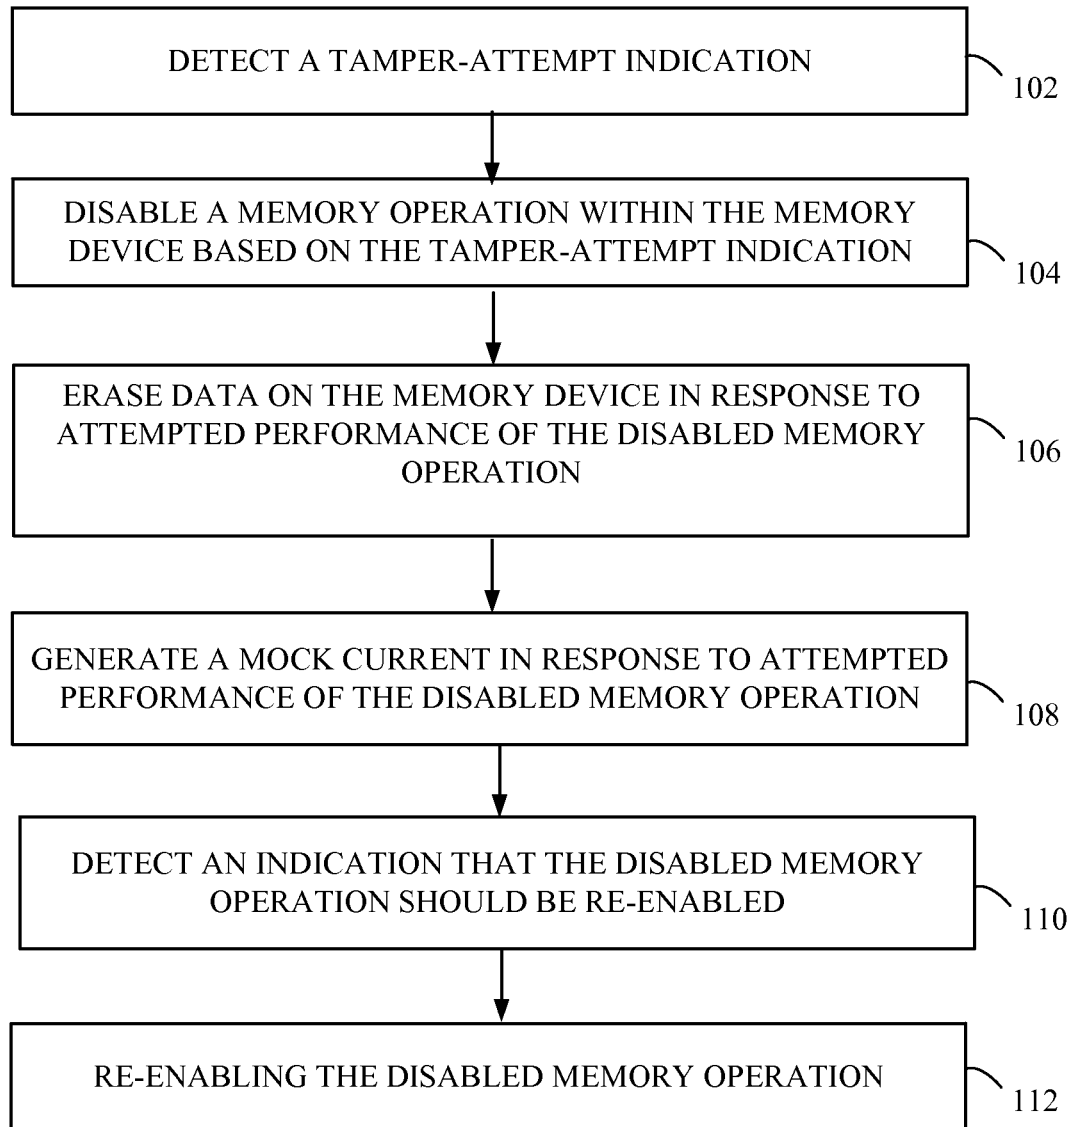 DETECT A TAMPER-ATTEMPT INDICATION
102
DISABLE A MEMORY OPERATION WITHIN THE MEMORY
DEVICE BASED ON THE TAMPER-ATTEMPT INDICATION
104
ERASE DATA ON THE MEMORY DEVICE IN RESPONSE TO
ATTEMPTED PERFORMANCE OF THE DISABLED MEMORY
OPERATION
106
GENERATE A MOCK CURRENT IN RESPONSE TO ATTEMPTED
PERFORMANCE OF THE DISABLED MEMORY OPERATION
108
DETECT AN INDICATION THAT THE DISABLED MEMORY
OPERATION SHOULD BE RE-ENABLED
110
RE-ENABLING THE DISABLED MEMORY OPERATION
112